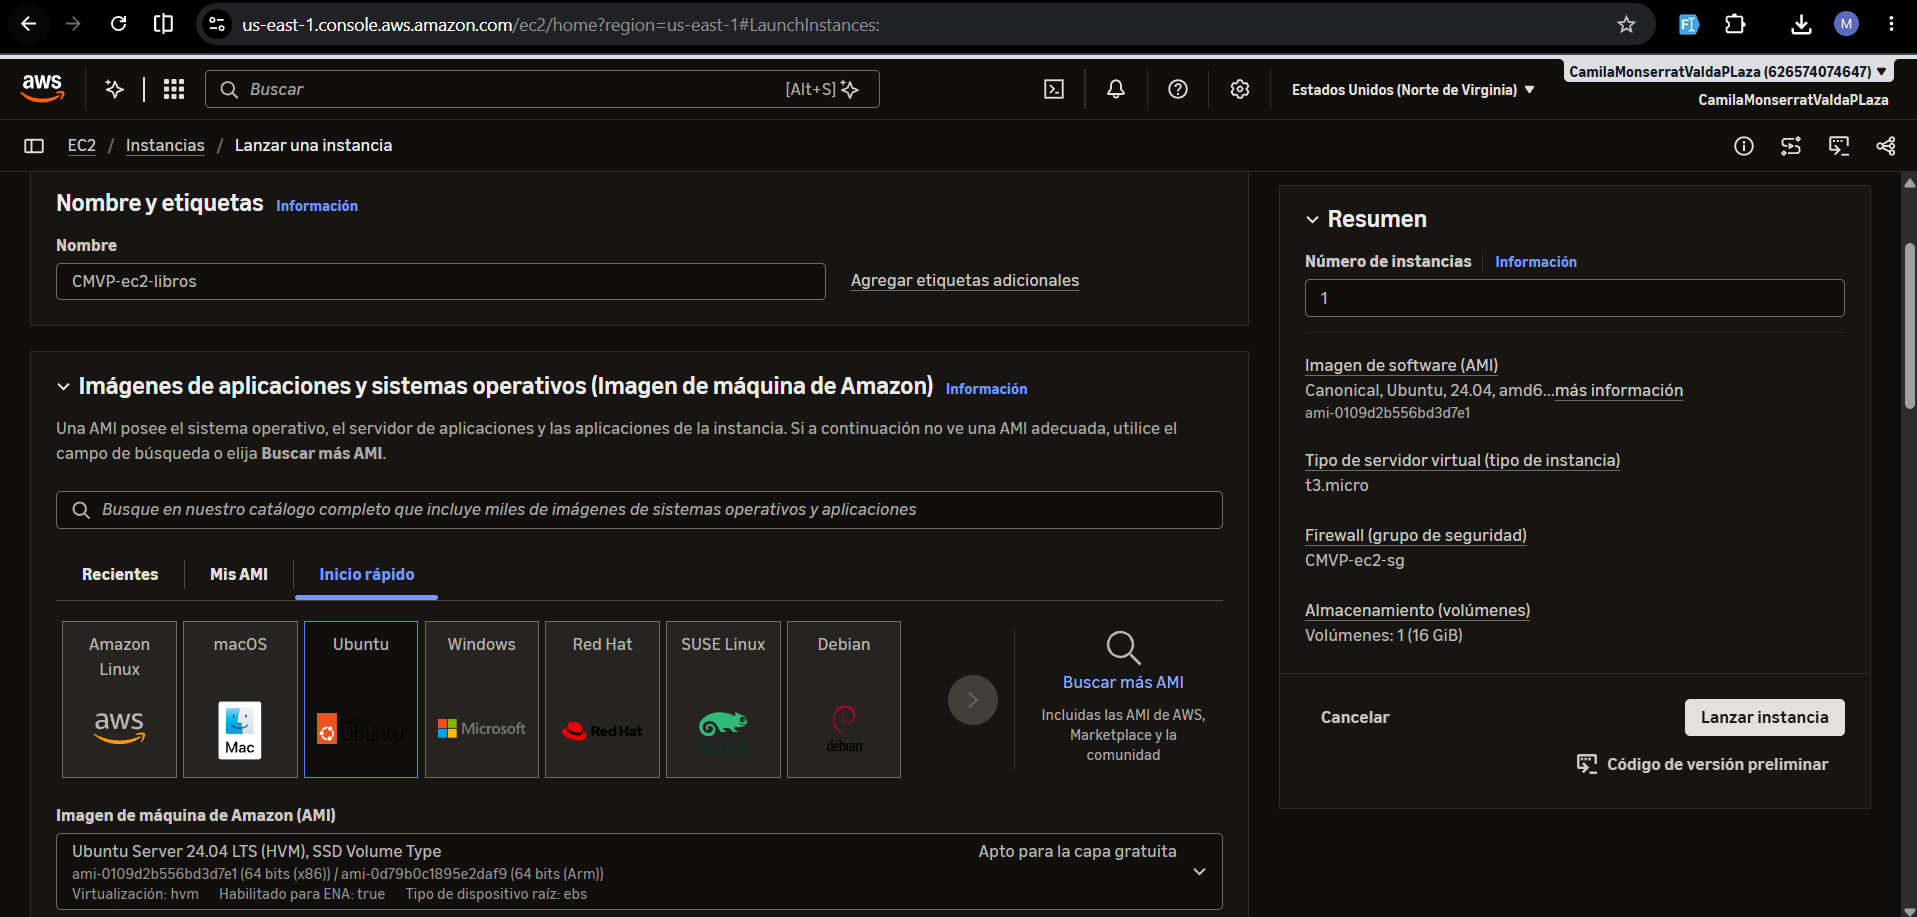 us-east-1.console.aws.amazon.com/ec2/home?region=us-east-1#LaunchInstances:
M
aws
Buscar
[Alt+S]
Estados Unidos (Norte de Virginia)
CamilaMonserratValdaPLaza (626574074647)
CamilaMonserratValdaPLaza
EC2 / Instancias / Lanzar una instancia
Nombre y etiquetas Información
Nombre
CMVP-ec2-libros
Agregar etiquetas adicionales
Imágenes de aplicaciones y sistemas operativos (Imagen de máquina de Amazon) Información
Una AMI posee el sistema operativo, el servidor de aplicaciones y las aplicaciones de la instancia. Si a continuación no ve una AMI adecuada, utilice el
campo de búsqueda o elija Buscar más AMI.
Busque en nuestro catálogo completo que incluye miles de imágenes de sistemas operativos y aplicaciones
Recientes
Mis AMI
Inicio rápido
Amazon
Linux
aws
macOS
Mac
Ubuntu
Ubuntu
Windows
Microsoft
Red Hat
Red Hat
SUSE Linux
SUSE
Debian
debian
Buscar más AMI
Incluidas las AMI de AWS,
Marketplace y la
comunidad
Imagen de máquina de Amazon (AMI)
Ubuntu Server 24.04 LTS (HVM), SSD Volume Type
Apto para la capa gratuita
ami-0109d2b556bd3d7e1 (64 bits (x86)) / ami-0d79b0c1895e2daf9 (64 bits (Arm))
Virtualización: hvm Habilitado para ENA: true Tipo de dispositivo raíz: ebs
Resumen
Número de instancias Información
1
Imagen de software (AMI)
Canonical, Ubuntu, 24.04, amd6...más información
ami-0109d2b556bd3d7e1
Tipo de servidor virtual (tipo de instancia)
t3.micro
Firewall (grupo de seguridad)
CMVP-ec2-sg
Almacenamiento (volúmenes)
Volúmenes: 1 (16 GiB)
Cancelar
Lanzar instancia
Código de versión preliminar